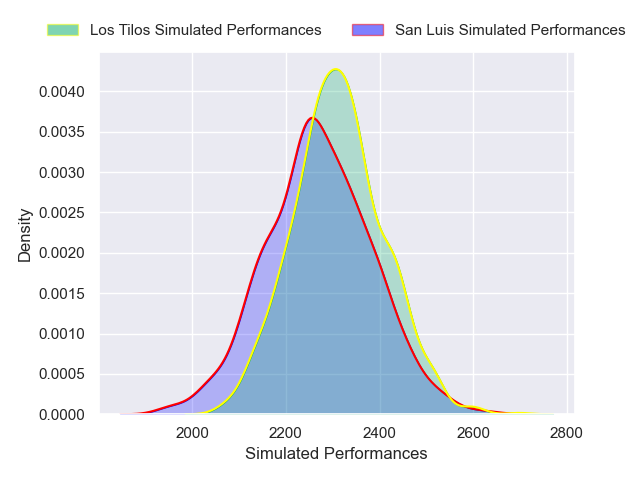 Los Tilos Simulated Performances
San Luis Simulated Performances
0.0040
0.0035
0.0030
0.0025
0.0020
0.0015
0.0010
0.0005
0.0000
Density
2000 2200 2400 2600 2800
Simulated Performances